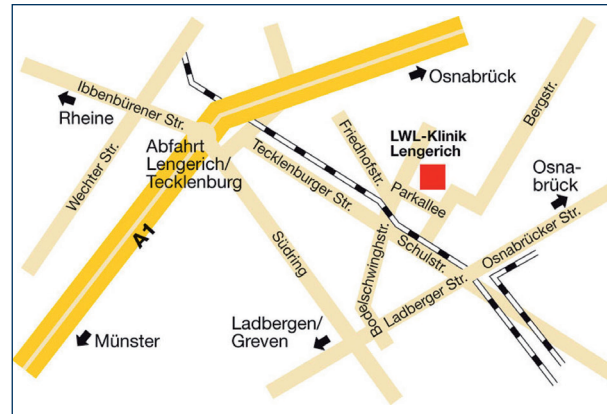 Osnabrück
Ibbenbürener Str.
Rheine
Bergstr.
LWL-Klinik
Lengerich
Friedhofstr.
Abfahrt
Lengerich/
Tecklenburg
Wechter Str.
Tecklenburger Str.
Parkallee
Osna-
brück
A1
Südring
Bodelschwinghstr.
Schulstr.
Osnabrücker Str.
Ladberger Str.
Ladbergen/
Greven
Münster